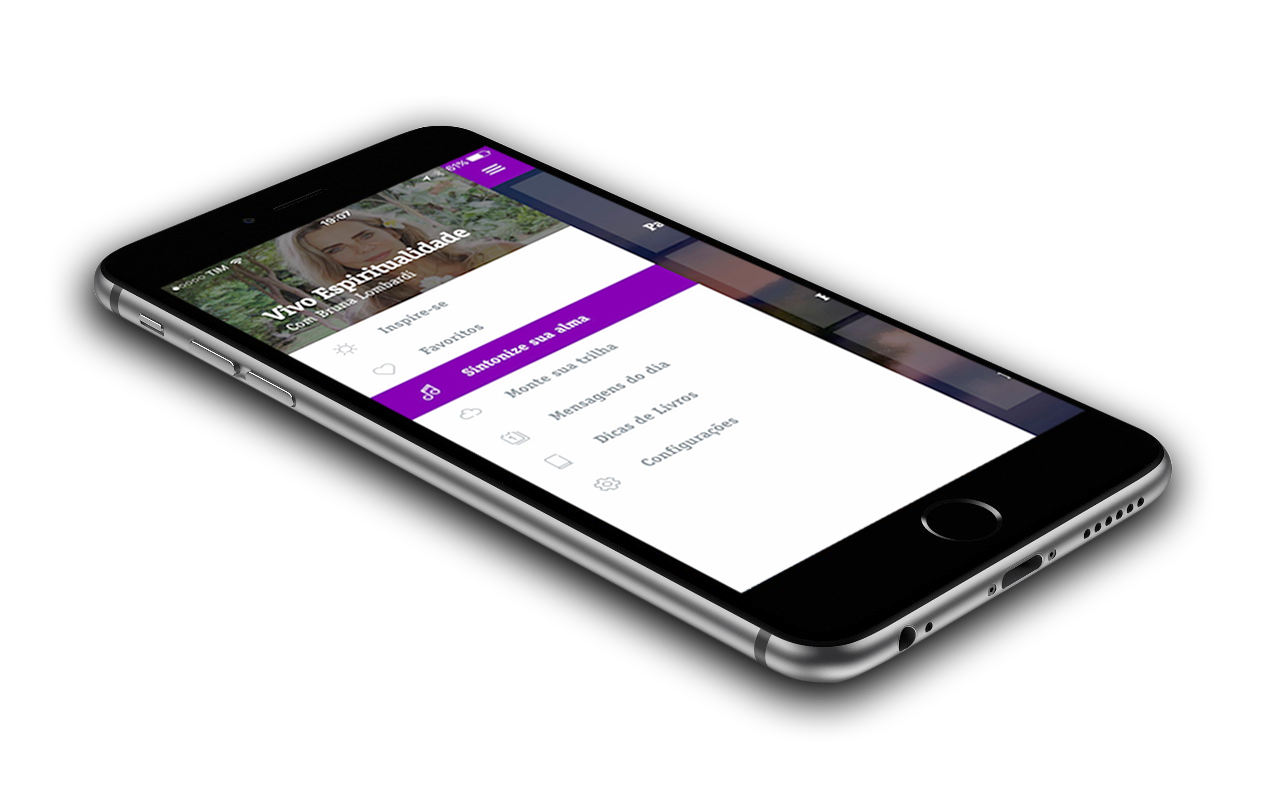 TIM
19:07
61%
Vivo Espiritualidade
Com Bruna Lombardi
Inspire-se
Favoritos
Sintonize sua alma
Monte sua trilha
Mensagens do dia
Dicas de Livros
Configurações
Pa